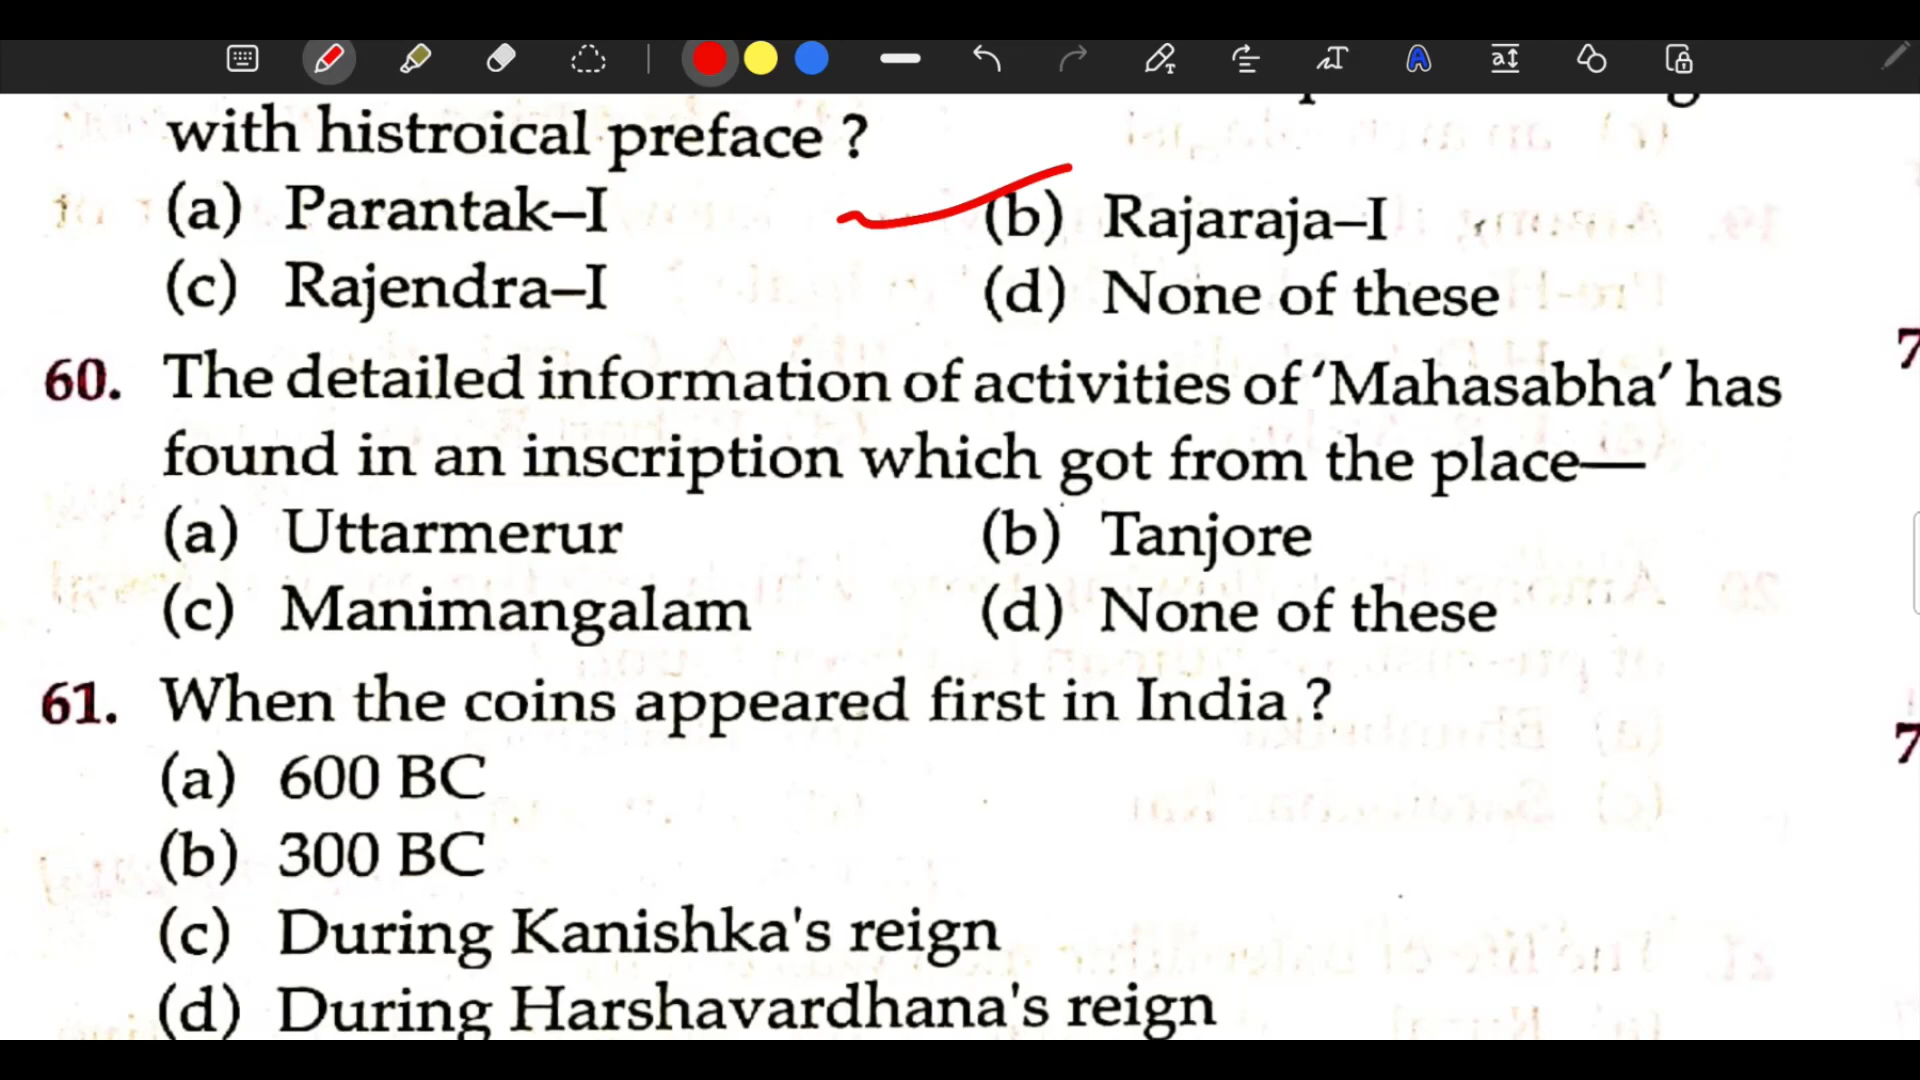 with histroical preface ?
(a) Parantak–I (b) Rajaraja–I
(c) Rajendra–I (d) None of these
60. The detailed information of activities of ‘Mahasabha’ has
found in an inscription which got from the place—
(a) Uttarmerur (b) Tanjore
(c) Manimangalam (d) None of these
61. When the coins appeared first in India ?
(a) 600 BC
(b) 300 BC
(c) During Kanishka's reign
(d) During Harshavardhana's reign
7
7